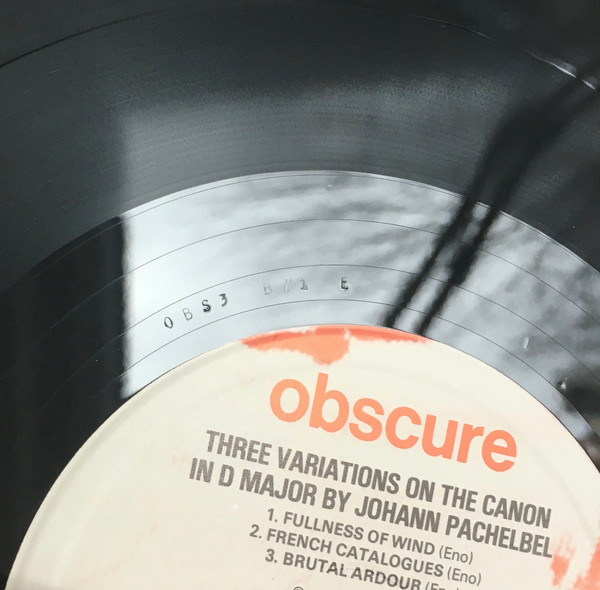 OBS3 B//1 E
obscure
THREE VARIATIONS ON THE CANON
IN D MAJOR BY JOHANN PACHELBEL
1. FULLNESS OF WIND (Eno)
2. FRENCH CATALOGUES (Eno)
3. BRUTAL ARDOUR